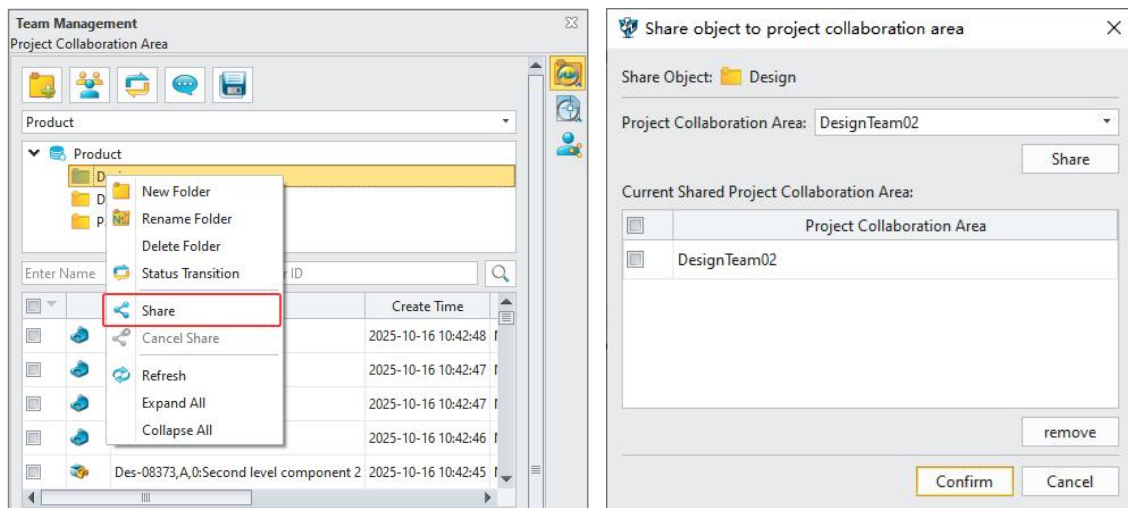 Team Management
Project Collaboration Area
Product
Product
New Folder
Rename Folder
Delete Folder
Status Transition
Enter Name
ID
Share
Create Time
Cancel Share
2025-10-16 10:42:48
Refresh
2025-10-16 10:42:47
Expand All
2025-10-16 10:42:47
Collapse All
2025-10-16 10:42:46
Des-08373,A,0:Second level component 2 2025-10-16 10:42:45
Share object to project collaboration area
Share Object: Design
Project Collaboration Area: DesignTeam02
Share
Current Shared Project Collaboration Area:
Project Collaboration Area
DesignTeam02
remove
Confirm Cancel